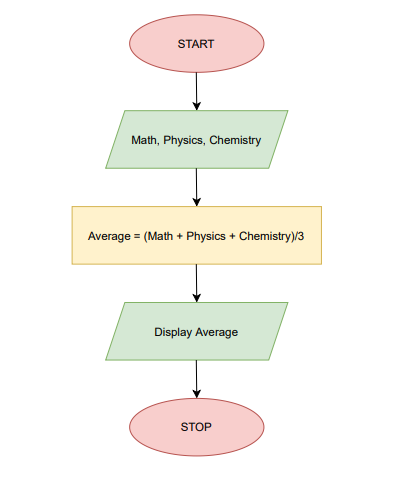 START
Math, Physics, Chemistry
Average = (Math + Physics + Chemistry)/3
Display Average
STOP